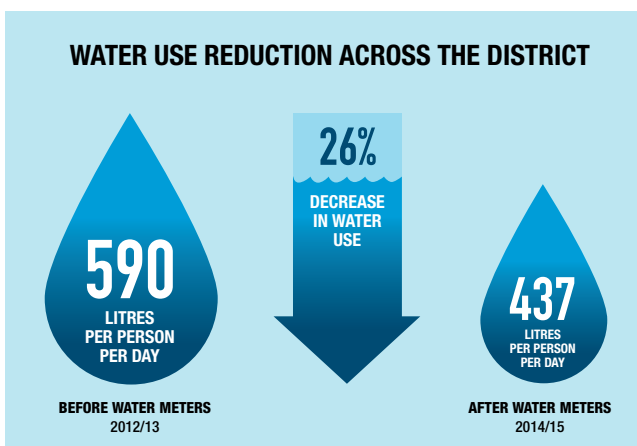 WATER USE REDUCTION ACROSS THE DISTRICT
590
LITRES
PER PERSON
PER DAY
BEFORE WATER METERS
2012/13
26%
DECREASE
IN WATER
USE
437
LITRES
PER PERSON
PER DAY
AFTER WATER METERS
2014/15